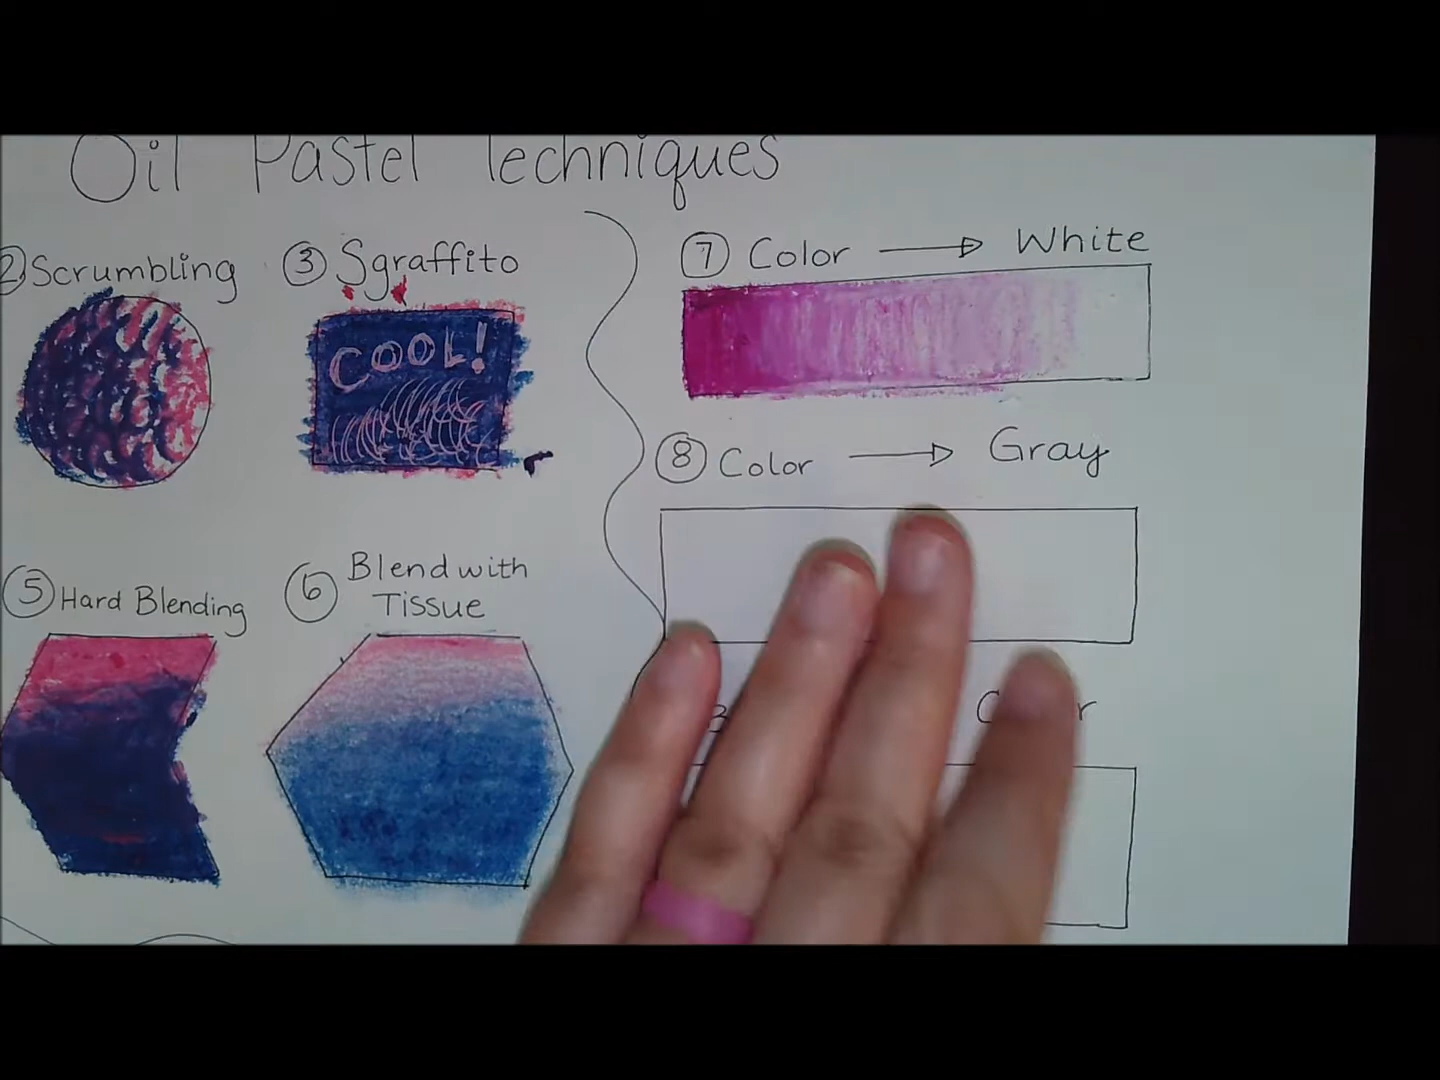 Oil Pastel Techniques
② Scrumbling
③ Sgraffito
COOL!
⑤ Hard Blending
⑥ Blend with
Tissue
⑦ Color → White
⑧ Color → Gray